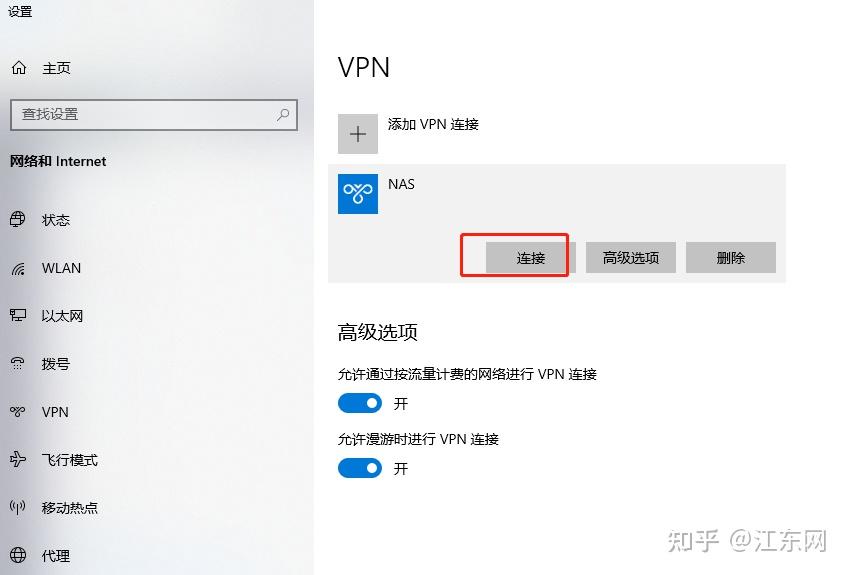 设置
主页
查找设置
网络和 Internet
状态
WLAN
以太网
拨号
VPN
飞行模式
移动热点
代理
VPN
添加 VPN 连接
NAS
连接
高级选项
删除
高级选项
允许通过按流量计费的网络进行 VPN 连接
开
允许漫游时进行 VPN 连接
开
知乎 @江东网